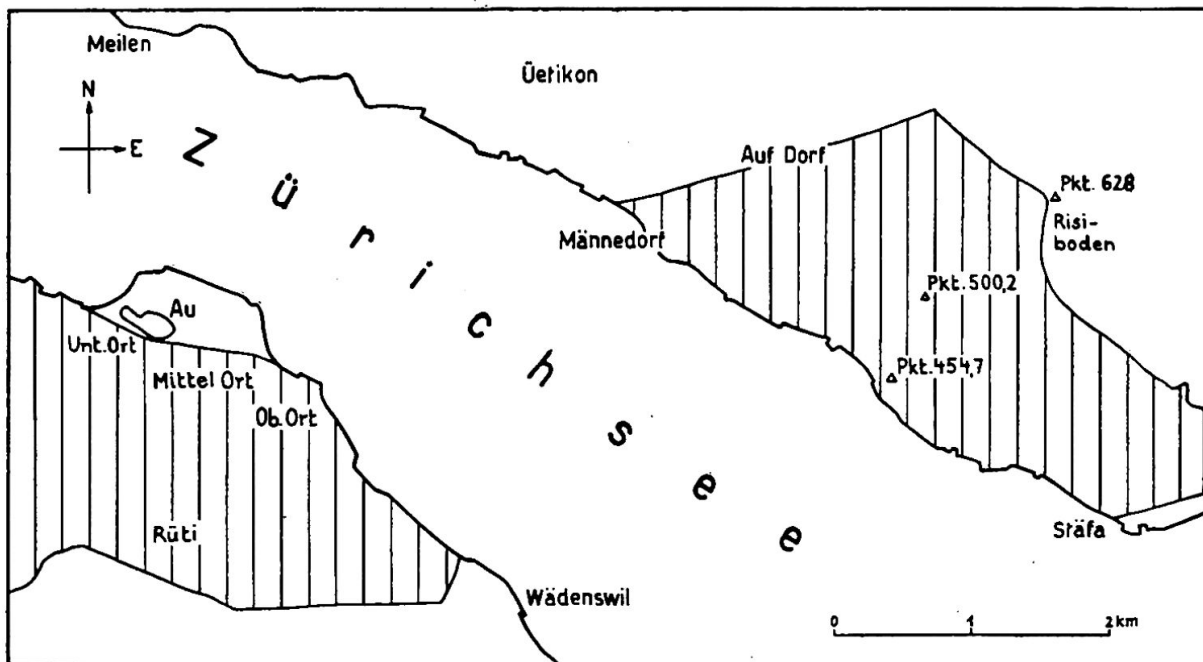 Meilen
Üetikon
N
E
Zürichsee
Auf Dorf
Pkt. 628
Risi-
boden
Männedorf
Pkt. 500,2
Au
Unt. Ort
Mittel Ort
Pkt. 454,7
Ob. Ort
Rüti
Stäfa
Wädenswil
0 1 2 km